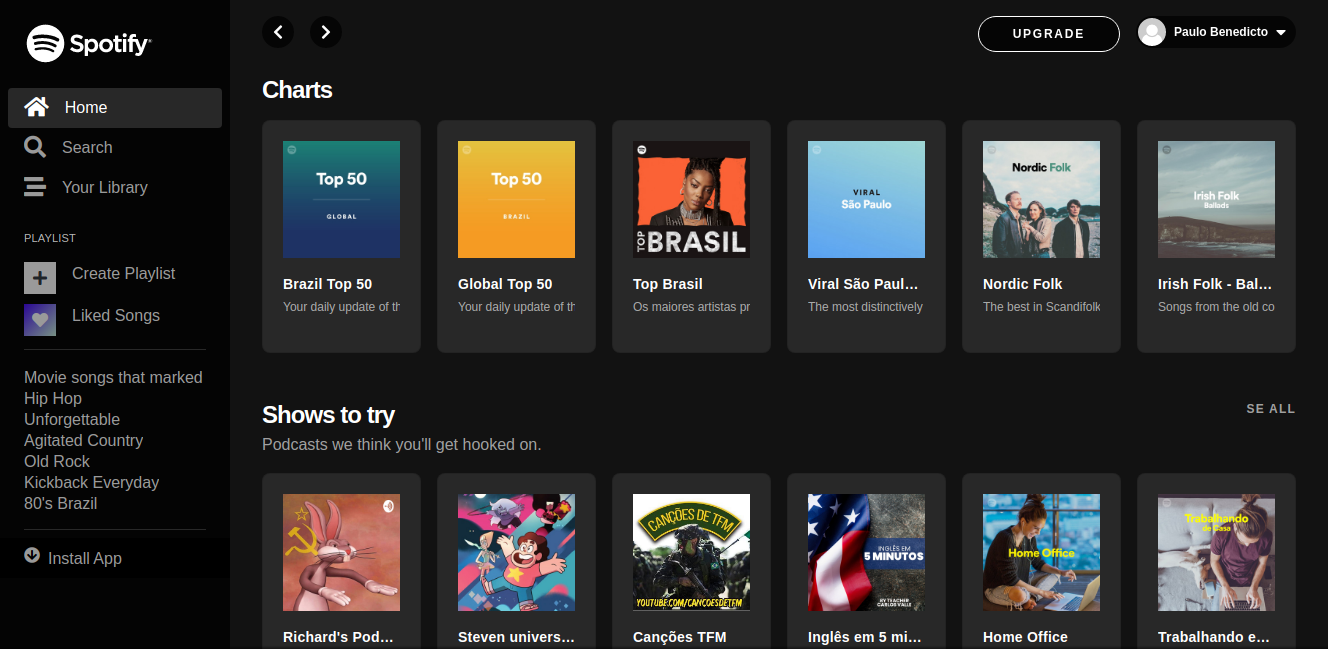 Spotify®
Home
Search
Your Library
PLAYLIST
Create Playlist
Liked Songs
Movie songs that marked
Hip Hop
Unforgettable
Agitated Country
Old Rock
Kickback Everyday
80's Brazil
Install App
UPGRADE
Paulo Benedicto
Charts
Top 50
GLOBAL
Brazil Top 50
Your daily update of th
Top 50
BRAZIL
Global Top 50
Your daily update of th
TOP BRASIL
Top Brasil
Os maiores artistas pr
VIRAL
São Paulo
Viral São Paul...
The most distinctively
Nordic Folk
Nordic Folk
The best in Scandifolk
Irish Folk
Ballads
Irish Folk - Bal...
Songs from the old co
Shows to try
SE ALL
Podcasts we think you'll get hooked on.
Richard's Pod...
Steven univers...
CANÇÕES DE TFM
YOUTUBE.COM/CANCOESDETFM
Canções TFM
INGLÊS EM
5 MINUTOS
BY TEACHER
CARLOS VALLE
Inglês em 5 mi...
Home Office
Home Office
Trabalhando
de Casa
Trabalhando e...